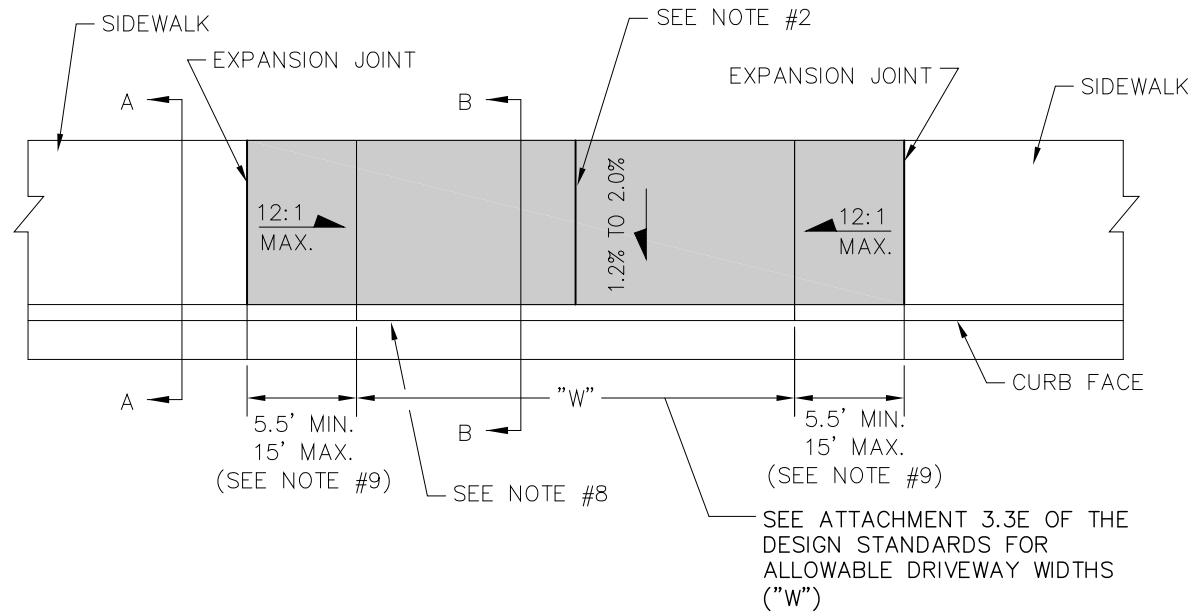 SIDEWALK
SEE NOTE #2
EXPANSION JOINT
EXPANSION JOINT
SIDEWALK
A
B
12:1
MAX.
1.2% TO 2.0%
12:1
MAX.
CURB FACE
A
B
"W"
5.5' MIN.
15' MAX.
(SEE NOTE #9)
5.5' MIN.
15' MAX.
(SEE NOTE #9)
SEE NOTE #8
SEE ATTACHMENT 3.3E OF THE
DESIGN STANDARDS FOR
ALLOWABLE DRIVEWAY WIDTHS
("W")